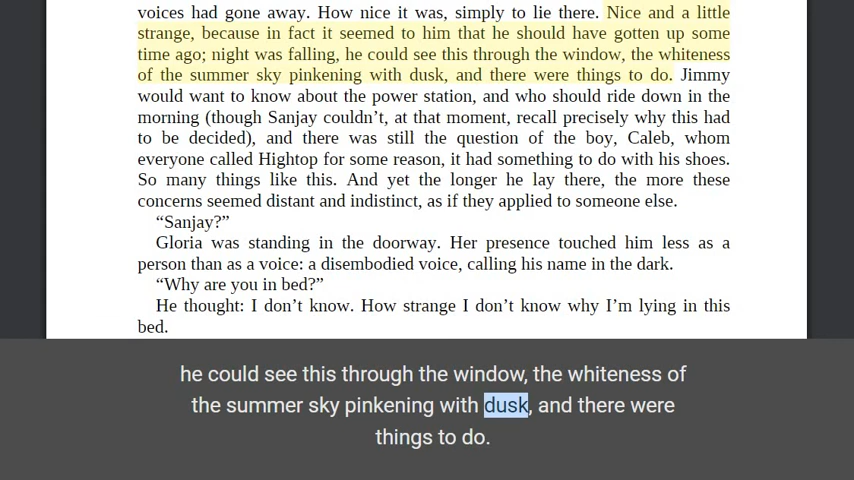 voices had gone away. How nice it was, simply to lie there. Nice and a little
strange, because in fact it seemed to him that he should have gotten up some
time ago; night was falling, he could see this through the window, the whiteness
of the summer sky pinkening with dusk, and there were things to do. Jimmy
would want to know about the power station, and who should ride down in the
morning (though Sanjay couldn’t, at that moment, recall precisely why this had
to be decided), and there was still the question of the boy, Caleb, whom
everyone called Hightop for some reason, it had something to do with his shoes.
So many things like this. And yet the longer he lay there, the more these
concerns seemed distant and indistinct, as if they applied to someone else.
“Sanjay?”
Gloria was standing in the doorway. Her presence touched him less as a
person than as a voice: a disembodied voice, calling his name in the dark.
“Why are you in bed?”
He thought: I don’t know. How strange I don’t know why I’m lying in this
bed.
he could see this through the window, the whiteness of
the summer sky pinkening with dusk, and there were
things to do.